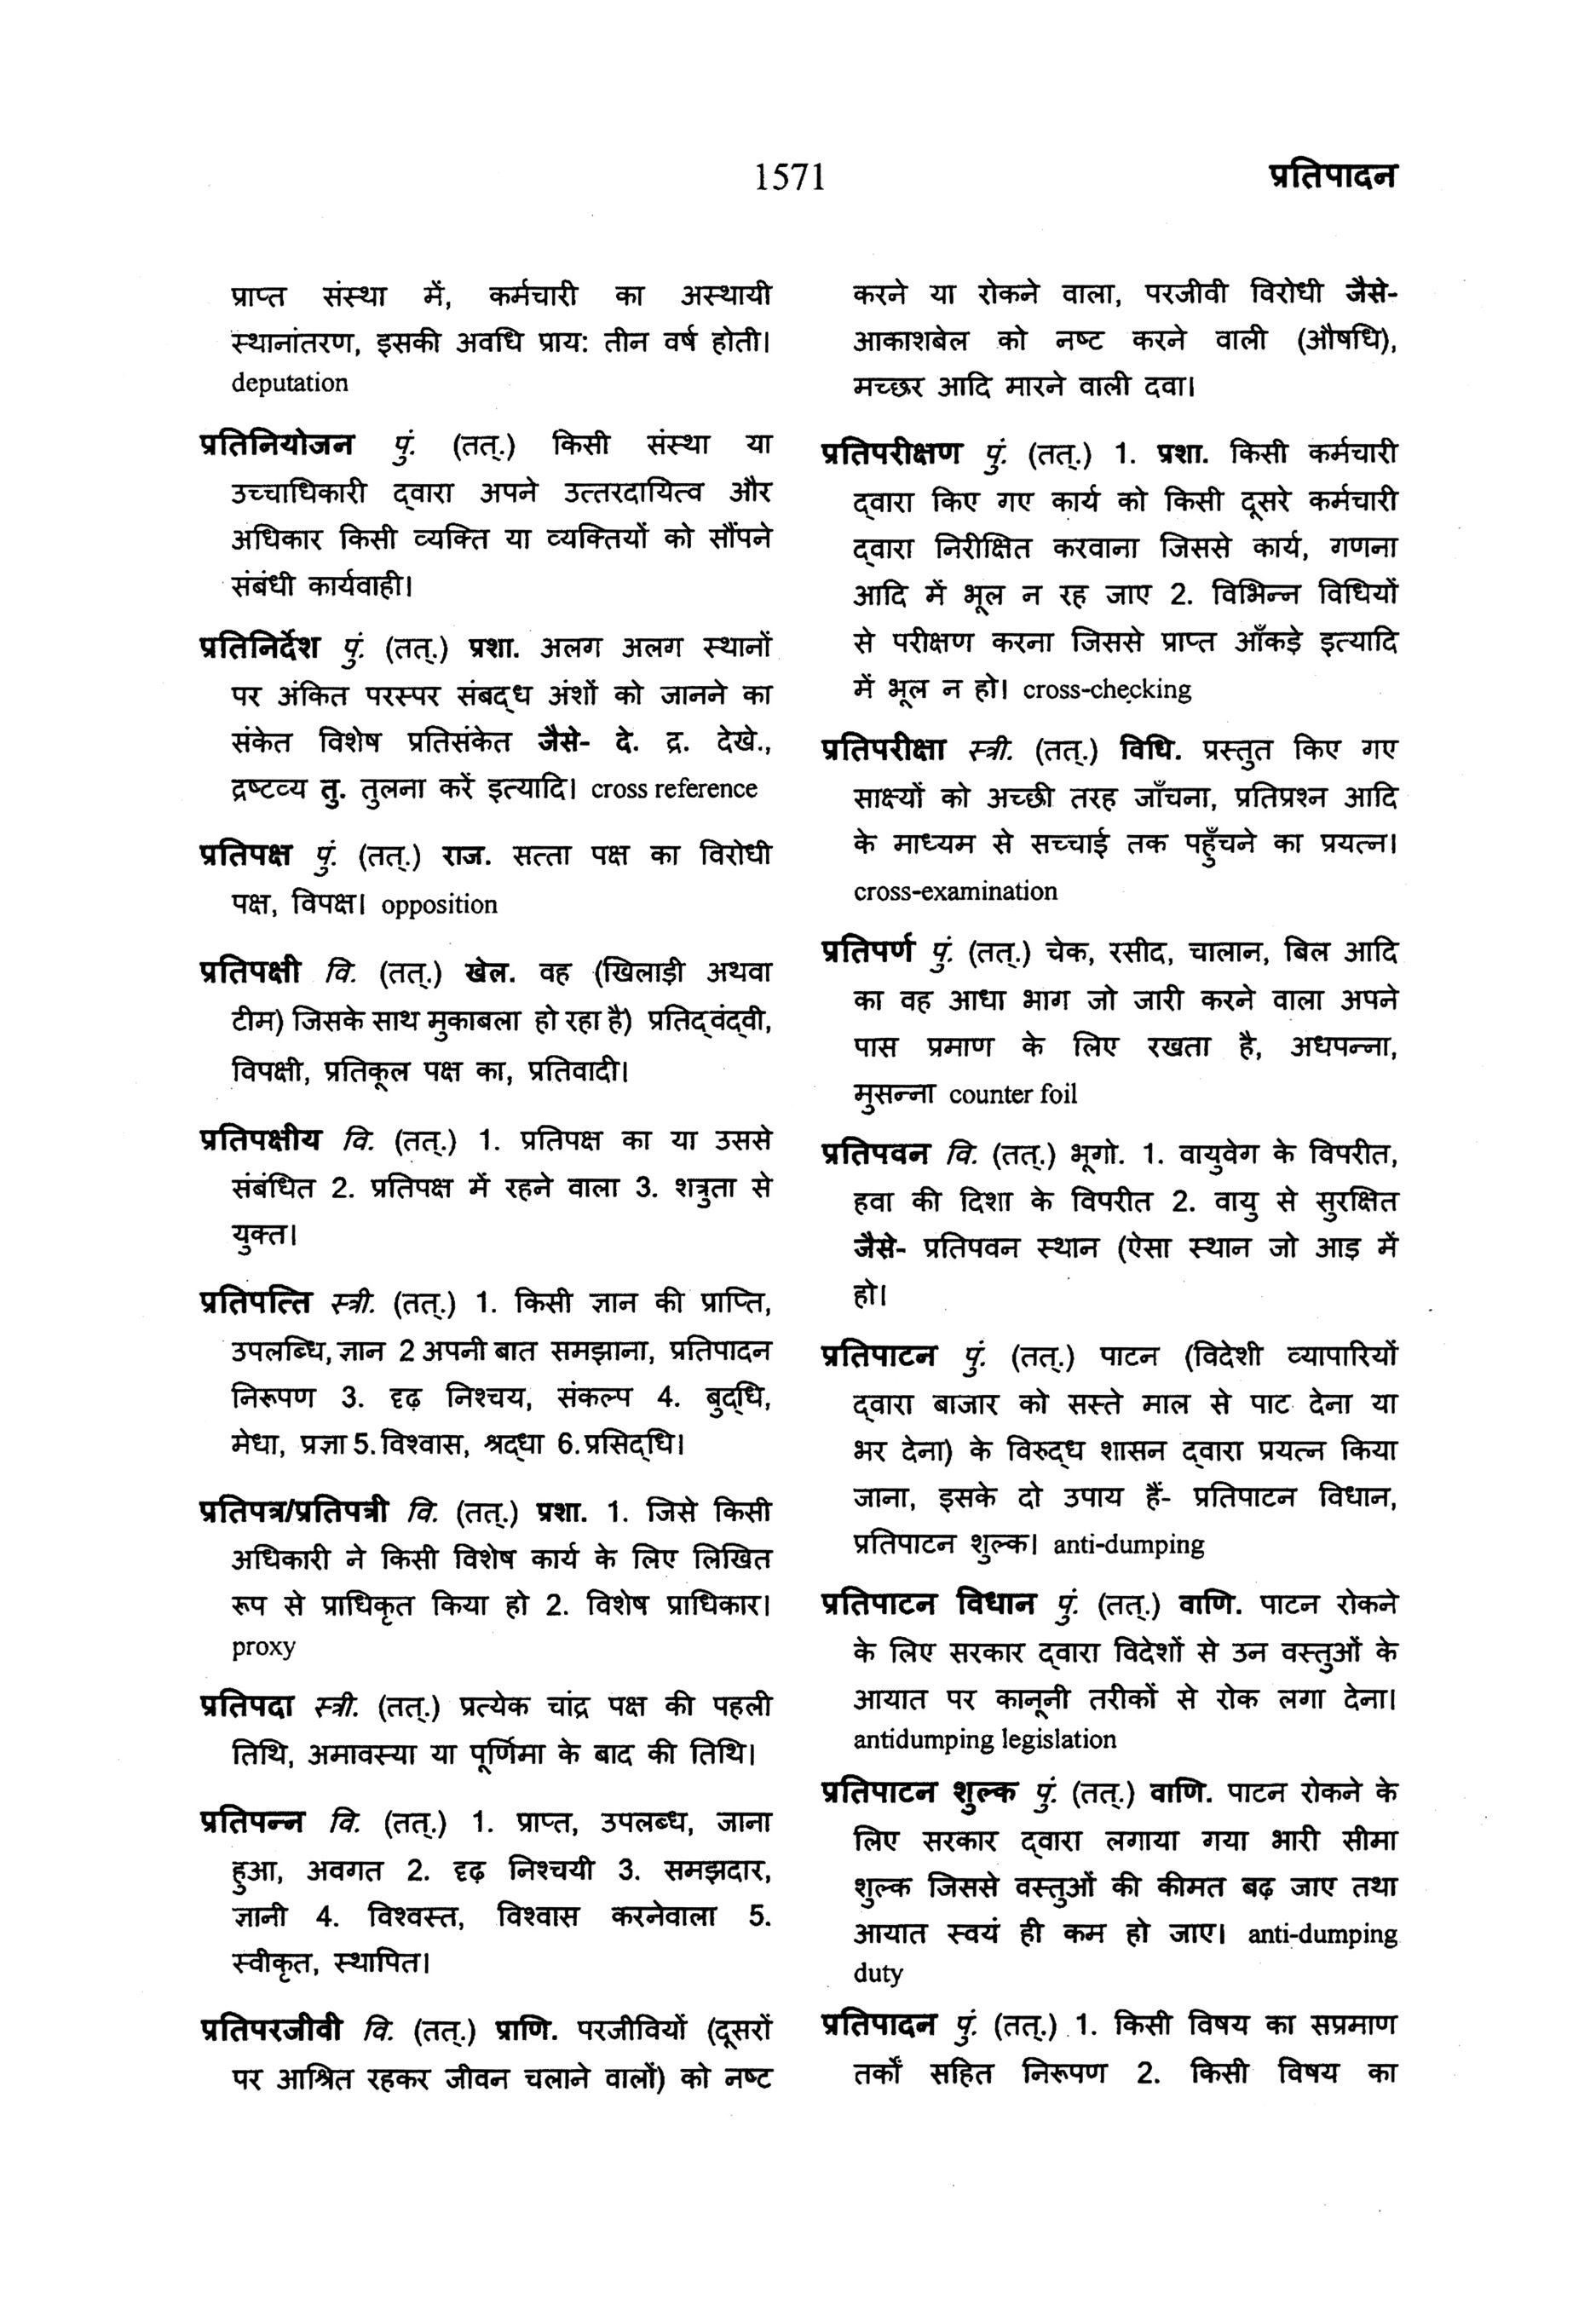 1571
प्रतिपादन
प्राप्त संस्था में, कर्मचारी का अस्थायी
स्थानांतरण, इसकी अवधि प्राय: तीन वर्ष होती।
deputation
प्रतिनियोजन पुं. (तत्.) किसी संस्था या
उच्चाधिकारी द्‌वारा अपने उत्तरदायित्व और
अधिकार किसी व्यक्ति या व्यक्तियों को सौंपने
संबंधी कार्यवाही।
प्रतिनिर्देश पुं. (तत्.) प्रशा. अलग अलग स्थानों
पर अंकित परस्पर संबद्‌ध अंशों को जानने का
संकेत विशेष प्रतिसंकेत जैसे- दे. द्र. देखे.,
द्रष्टव्य तु. तुलना करें इत्यादि। cross reference
प्रतिपक्ष पुं. (तत्.) राज. सत्ता पक्ष का विरोधी
पक्ष, विपक्ष। opposition
प्रतिपक्षी वि. (तत्.) खेल. वह (खिलाड़ी अथवा
टीम) जिसके साथ मुकाबला हो रहा है) प्रतिद्‌वंद्‌वी,
विपक्षी, प्रतिकूल पक्ष का, प्रतिवादी।
प्रतिपक्षीय वि. (तत्.) 1. प्रतिपक्ष का या उससे
संबंधित 2. प्रतिपक्ष में रहने वाला 3. शत्रुता से
युक्त।
प्रतिपत्ति स्त्री. (तत्.) 1. किसी ज्ञान की प्राप्ति,
उपलब्धि, ज्ञान 2 अपनी बात समझाना, प्रतिपादन
निरूपण 3. दृढ़ निश्चय, संकल्प 4. बुद्‌धि,
मेधा, प्रज्ञा 5. विश्वास, श्रद्‌धा 6. प्रसिद्‌धि।
प्रतिपत्र/प्रतिपत्री वि. (तत्.) प्रशा. 1. जिसे किसी
अधिकारी ने किसी विशेष कार्य के लिए लिखित
रूप से प्राधिकृत किया हो 2. विशेष प्राधिकार।
proxy
प्रतिपदा स्त्री. (तत्.) प्रत्येक चांद्र पक्ष की पहली
तिथि, अमावस्या या पूर्णिमा के बाद की तिथि।
प्रतिपन्न वि. (तत्.) 1. प्राप्त, उपलब्ध, जाना
हुआ, अवगत 2. दृढ़ निश्चयी 3. समझदार,
ज्ञानी 4. विश्वस्त, विश्वास करनेवाला 5.
स्वीकृत, स्थापित।
प्रतिपरजीवी वि. (तत्.) प्राणि. परजीवियों (दूसरों
पर आश्रित रहकर जीवन चलाने वालों) को नष्ट
करने या रोकने वाला, परजीवी विरोधी जैसे-
आकाशबेल को नष्ट करने वाली (औषधि),
मच्छर आदि मारने वाली दवा।
प्रतिपरीक्षण पुं. (तत्.) 1. प्रशा. किसी कर्मचारी
द्‌वारा किए गए कार्य को किसी दूसरे कर्मचारी
द्‌वारा निरीक्षित करवाना जिससे कार्य, गणना
आदि में भूल न रह जाए 2. विभिन्न विधियों
से परीक्षण करना जिससे प्राप्त आँकड़े इत्यादि
में भूल न हो। cross-checking
प्रतिपरीक्षा स्त्री. (तत्.) विधि. प्रस्तुत किए गए
साक्ष्यों को अच्छी तरह जाँचना, प्रतिप्रश्न आदि
के माध्यम से सच्चाई तक पहुँचने का प्रयत्न।
cross-examination
प्रतिपर्ण पुं. (तत्.) चेक, रसीद, चालान, बिल आदि
का वह आधा भाग जो जारी करने वाला अपने
पास प्रमाण के लिए रखता है, अधपन्ना,
मुसन्ना counter foil
प्रतिपवन वि. (तत्.) भूगो. 1. वायुवेग के विपरीत,
हवा की दिशा के विपरीत 2. वायु से सुरक्षित
जैसे- प्रतिपवन स्थान (ऐसा स्थान जो आड़ में
हो।
प्रतिपाटन पुं. (तत्.) पाटन (विदेशी व्यापारियों
द्‌वारा बाजार को सस्ते माल से पाट देना या
भर देना) के विरुद्‌ध शासन द्‌वारा प्रयत्न किया
जाना, इसके दो उपाय हैं- प्रतिपाटन विधान,
प्रतिपाटन शुल्क। anti-dumping
प्रतिपाटन विधान पुं. (तत्.) वाणि. पाटन रोकने
के लिए सरकार द्‌वारा विदेशों से उन वस्तुओं के
आयात पर कानूनी तरीकों से रोक लगा देना।
antidumping legislation
प्रतिपाटन शुल्क पुं. (तत्.) वाणि. पाटन रोकने के
लिए सरकार द्‌वारा लगाया गया भारी सीमा
शुल्क जिससे वस्तुओं की कीमत बढ़ जाए तथा
आयात स्वयं ही कम हो जाए। anti-dumping
duty
प्रतिपादन पुं. (तत्.) 1. किसी विषय का सप्रमाण
तर्कों सहित निरूपण 2. किसी विषय का